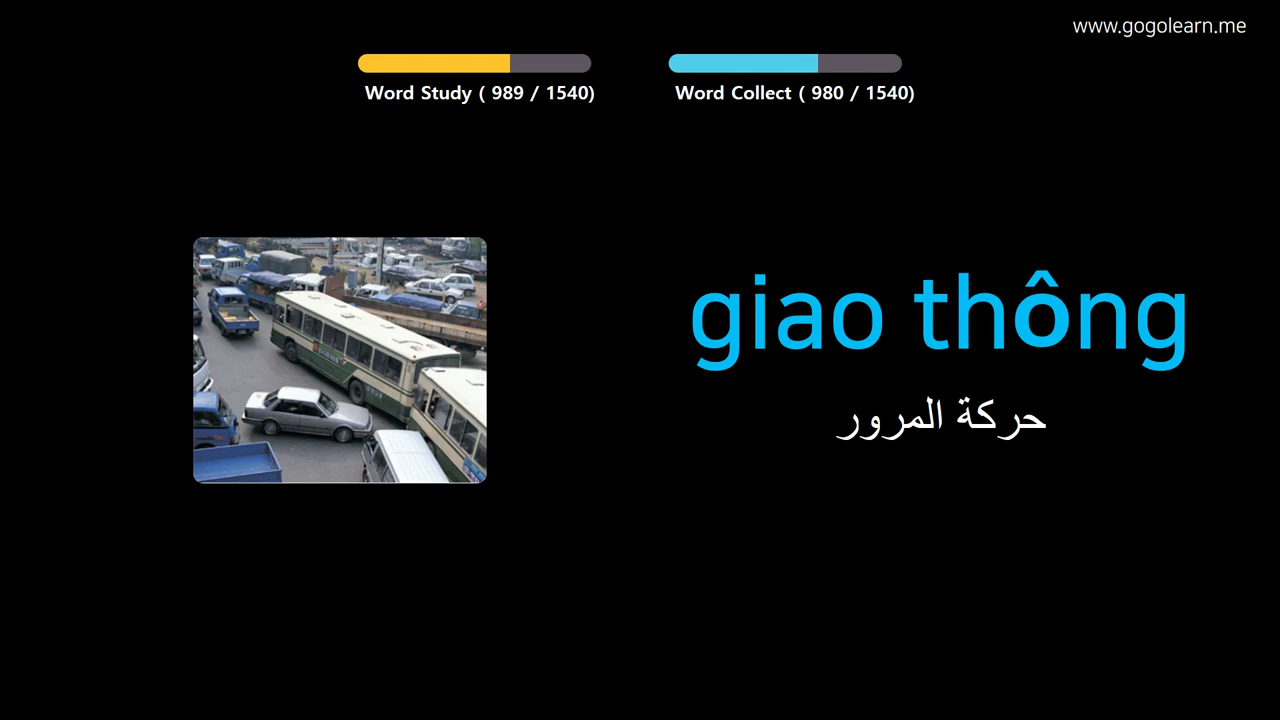 www.gogolearn.me
Word Study ( 989 / 1540)
Word Collect ( 980 / 1540)
giao thông
حركة المرور